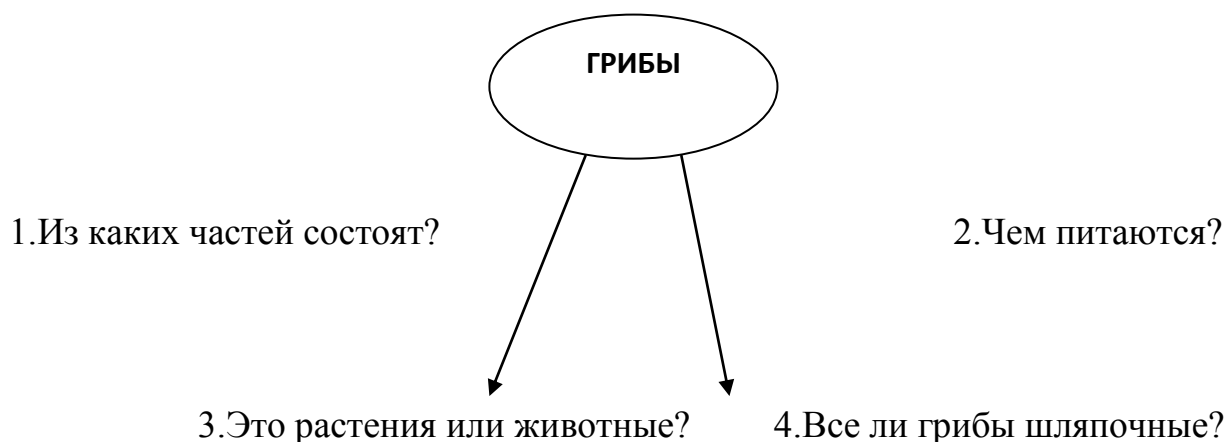 ГРИБЫ
1.Из каких частей состоят?
2.Чем питаются?
3.Это растения или животные?
4.Все ли грибы шляпочные?